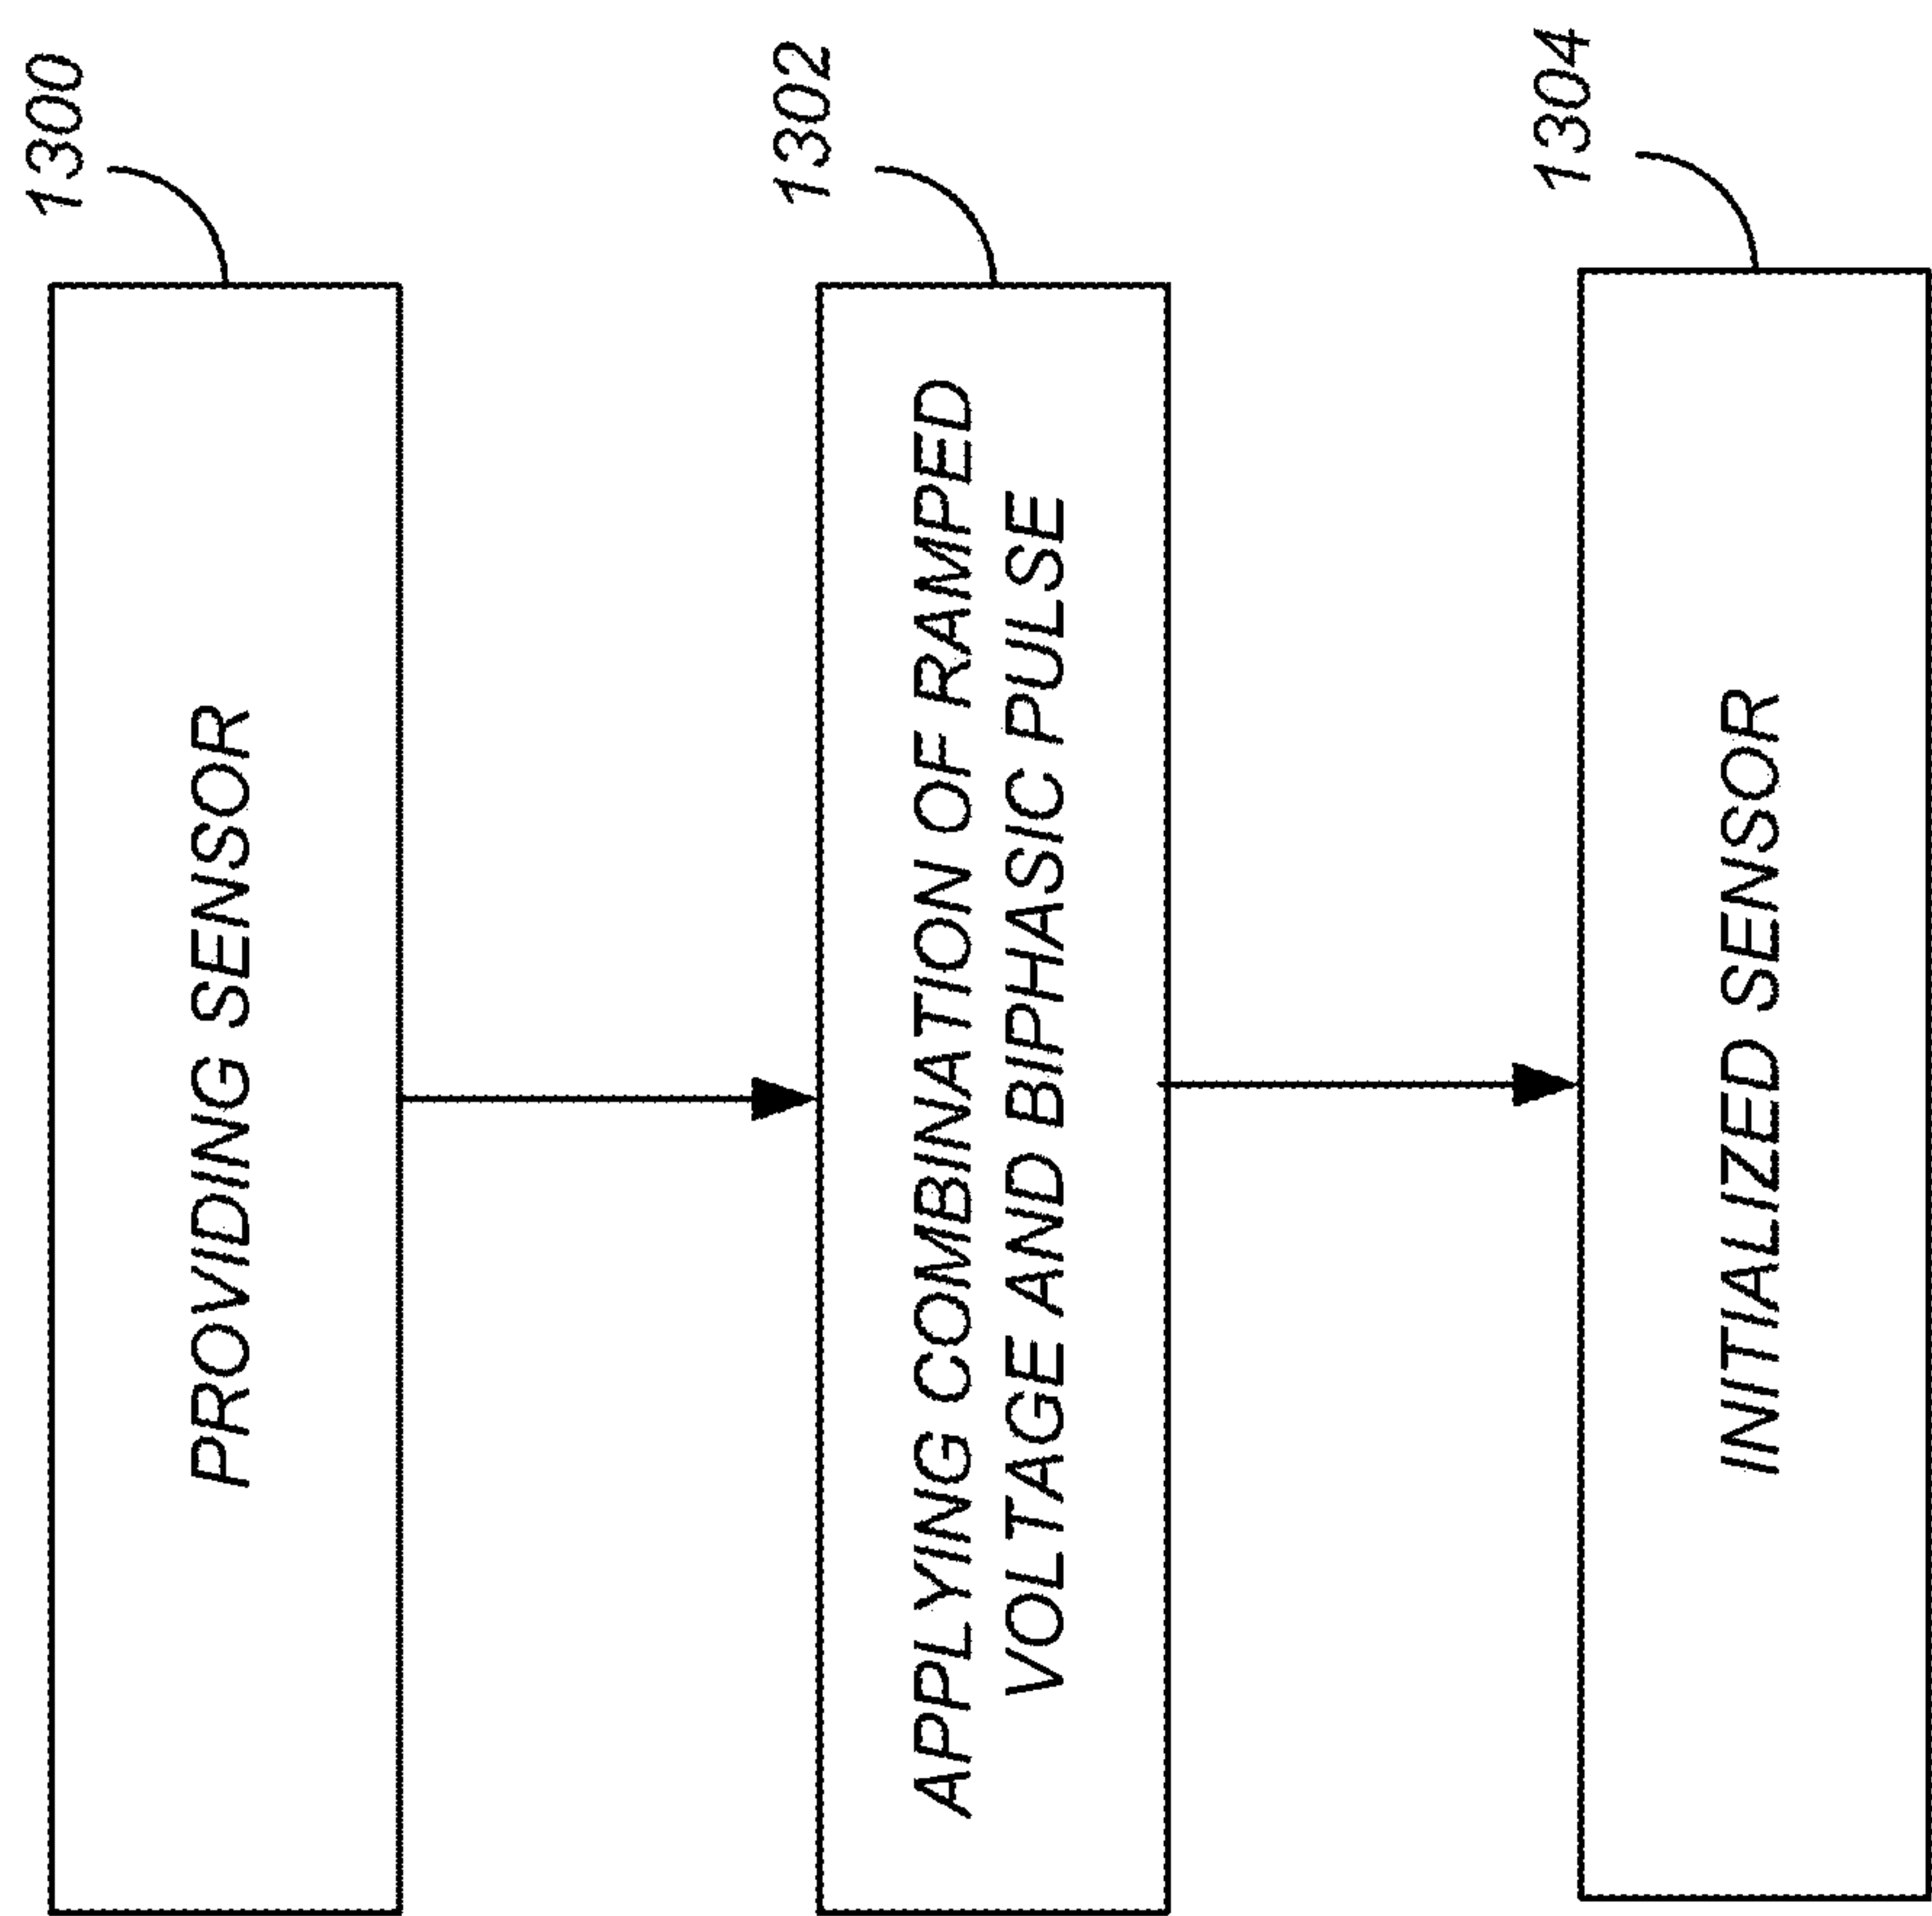 1300
PROVIDING SENSOR
1302
APPLYING COMBINATION OF RAMPED
VOLTAGE AND BIPHASIC PULSE
1304
INITIALIZED SENSOR